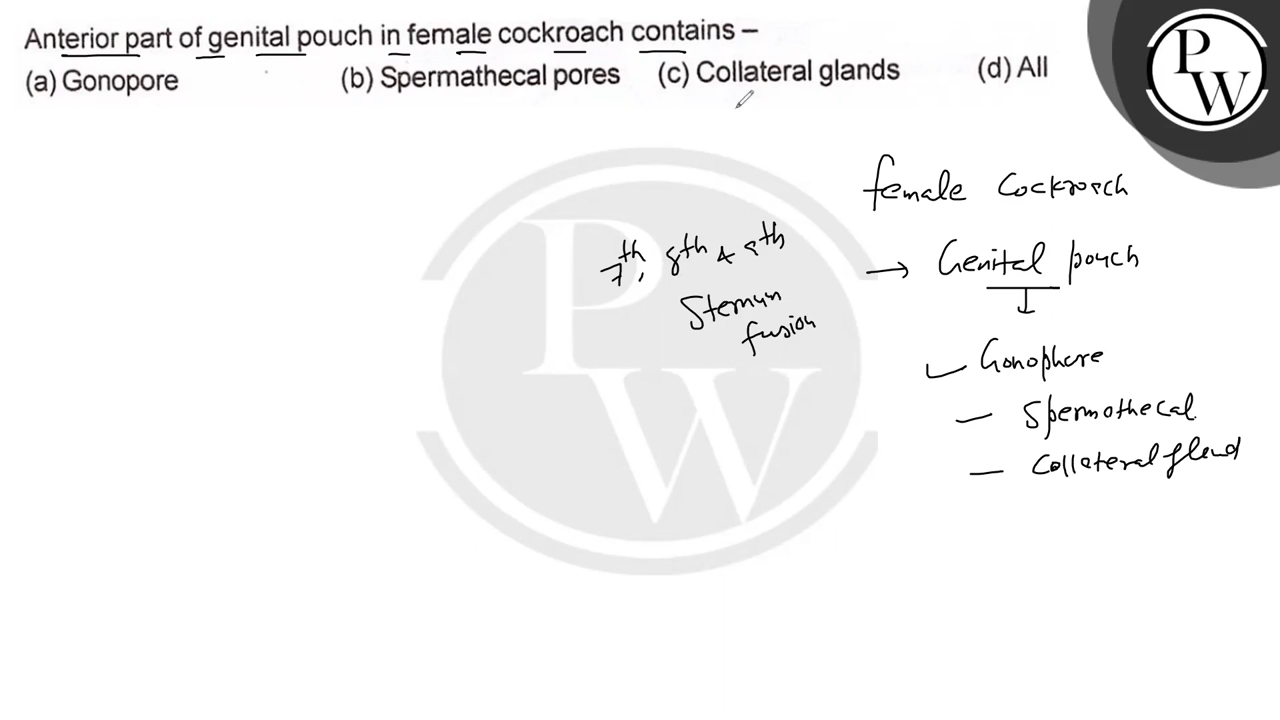 Anterior part of genital pouch in female cockroach contains –
(a) Gonopore (b) Spermathecal pores (c) Collateral glands (d) All
P
W
female cockroach
7th, 8th & 9th
Sternum
fusion
→ Genital pouch
↓
✓ Gonophore
— Spermothecal
— Collateral gland
P
W